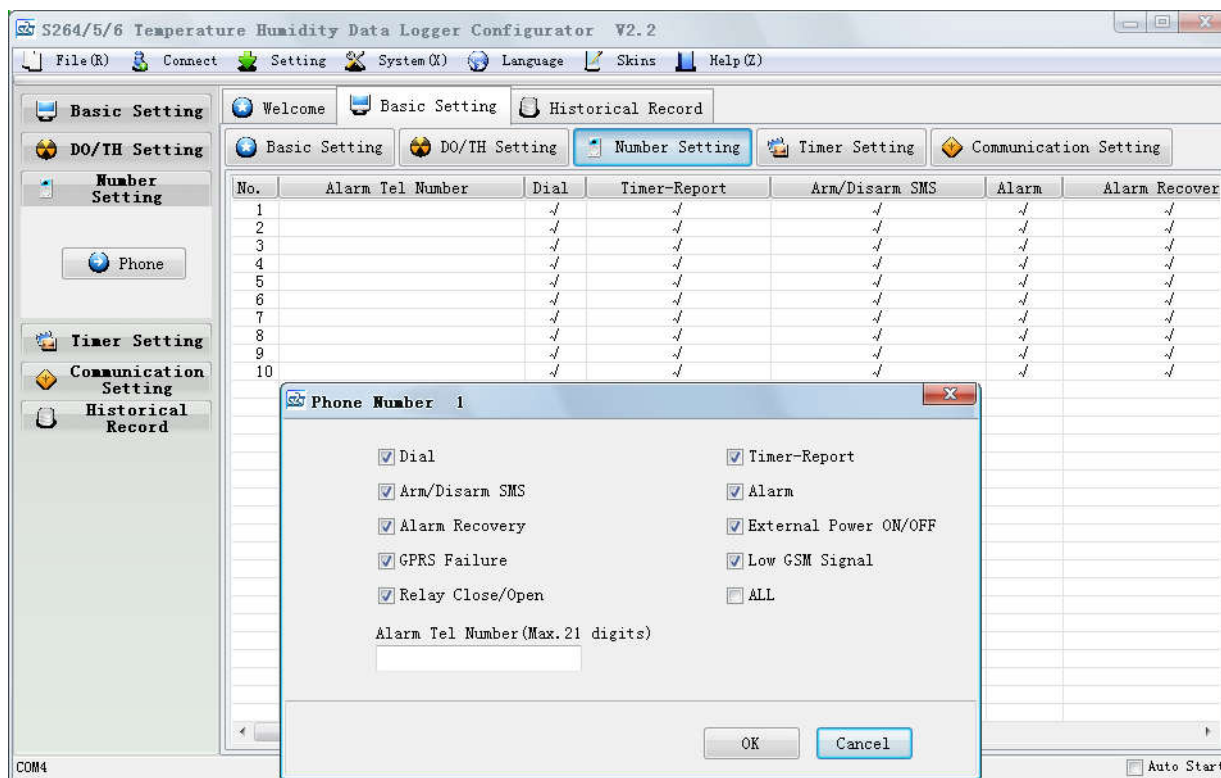 S264/5/6 Temperature Humidity Data Logger Configurator V2.2
File(R) Connect Setting System(X) Language Skins Help(Z)
Basic Setting
DO/TH Setting
Number
Setting
Phone
Timer Setting
Communication
Setting
Historical
Record
Welcome Basic Setting Historical Record
Basic Setting DO/TH Setting Number Setting Timer Setting Communication Setting
No. Alarm Tel Number Dial Timer-Report Arm/Disarm SMS Alarm Alarm Recover
1 √ √ √ √ √
2 √ √ √ √ √
3 √ √ √ √ √
4 √ √ √ √ √
5 √ √ √ √ √
6 √ √ √ √ √
7 √ √ √ √ √
8 √ √ √ √ √
9 √ √ √ √ √
10 √ √ √ √ √
Phone Number 1
Dial Timer-Report
Arm/Disarm SMS Alarm
Alarm Recovery External Power ON/OFF
GPRS Failure Low GSM Signal
Relay Close/Open ALL
Alarm Tel Number(Max.21 digits)
OK Cancel
COM4 Auto Start